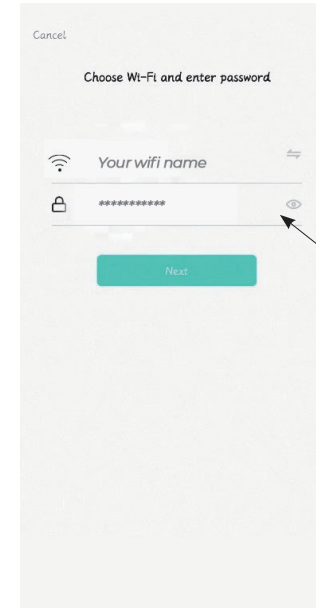 Cancel
Choose Wi-Fi and enter password
Your wifi name
***********
Next